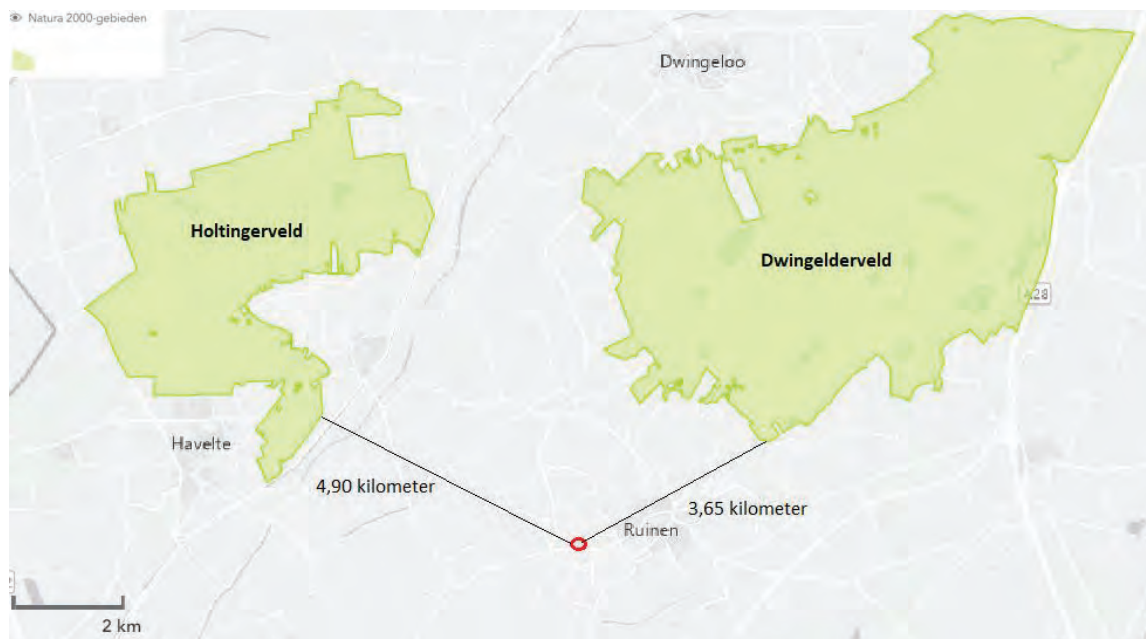 Natura 2000-gebieden
Dwingeloo
Holtingerveld
Dwingelderveld
A28
Havelte
4,90 kilometer
3,65 kilometer
Ruinen
2 km